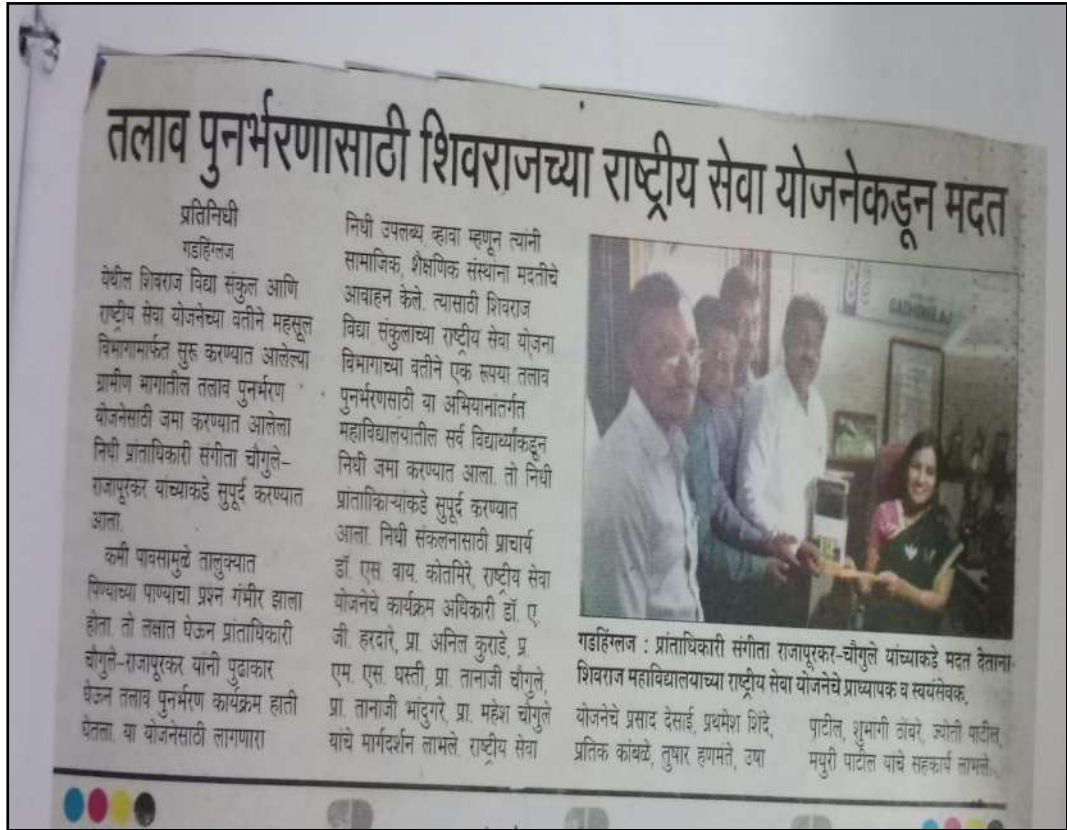 तलाव पुनर्भरणासाठी शिवराजच्या राष्ट्रीय सेवा योजनेकडून मदत
प्रतिनिधी
गडहिंग्लज
येथील शिवराज विद्या संकुल आणि
राष्ट्रीय सेवा योजनेच्या वतीने महसूल
विभागामार्फत सुरू करण्यात आलेल्या
ग्रामीण भागातील तलाव पुनर्भरण
योजनेसाठी जमा करण्यात आलेला
निधी प्रांताधिकारी संगीता चौगुले-
राजापूरकर यांच्याकडे सुपूर्द करण्यात
आला.
कमी पावसामुळे तालुक्यात
पिण्याच्या पाण्याचा प्रश्न गंभीर झाला
होता. तो लक्षात घेऊन प्रांताधिकारी
चौगुले-राजापूरकर यांनी पुढाकार
घेऊन तलाव पुनर्भरण कार्यक्रम हाती
घेतला. या योजनेसाठी लागणारा
निधी उपलब्ध व्हावा म्हणून त्यांनी
सामाजिक, शैक्षणिक संस्थांना मदतीचे
आवाहन केले. त्यासाठी शिवराज
विद्या संकुलाच्या राष्ट्रीय सेवा योजना
विभागाच्या वतीने एक रूपया तलाव
पुनर्भरणसाठी या अभियानांतर्गत
महाविद्यालयातील सर्व विद्यार्थ्यांकडून
निधी जमा करण्यात आला. तो निधी
सुपूर्द करण्यात
आला. निधी संकलनासाठी प्राचार्य
डॉ. एस. वाय. कोतमिरे, राष्ट्रीय सेवा
योजनेचे कार्यक्रम अधिकारी डॉ. ए.
जी. हरदारे, प्रा. अनिल कुराडे, प्र.
एम. एस. घस्ती, प्रा. तानाजी चौगुले,
प्रा. तानाजी भांदुगरे, प्रा. महेश चौगुले
यांचे मार्गदर्शन लाभले. राष्ट्रीय सेवा
GADHINGLAJ
गडहिंग्लज : प्रांताधिकारी संगीता राजापूरकर-चौगुले यांच्याकडे मदत देताना
शिवराज महाविद्यालयाच्या राष्ट्रीय सेवा योजनेचे प्राध्यापक व स्वयंसेवक.
योजनेचे प्रसाद देसाई, प्रथमेश शिंदे,
प्रतिक कांबळे, तुषार हणमंते, उषा
पाटील, शुभांगी ठोंबरे, ज्योती पाटील,
मयुरी पाटील यांचे सहकार्य लाभले.